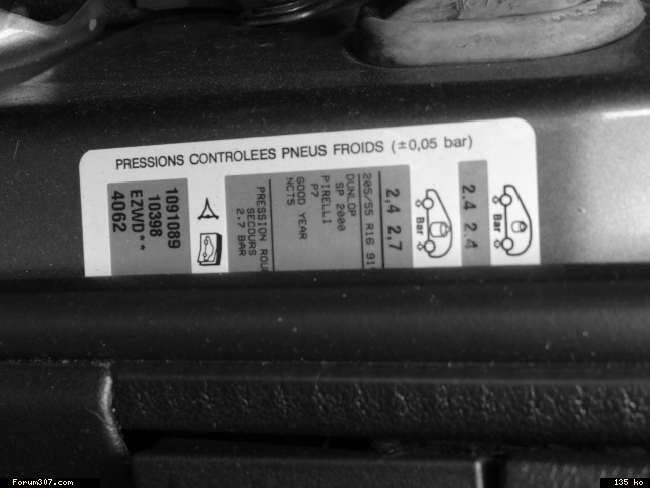 PRESSIONS CONTROLEES PNEUS FROIDS (±0,05 bar)
Bar
2.4 2.4
Bar
2,4 2,7
205/55 R16 91
DUNLOP
SP 2000
PIRELLI
P7
GOOD YEAR
NCT5
PRESSION ROU
SECOURS
2.7 BAR
1091089
10398
EZWD**
4062
Forum307.com
135 ko